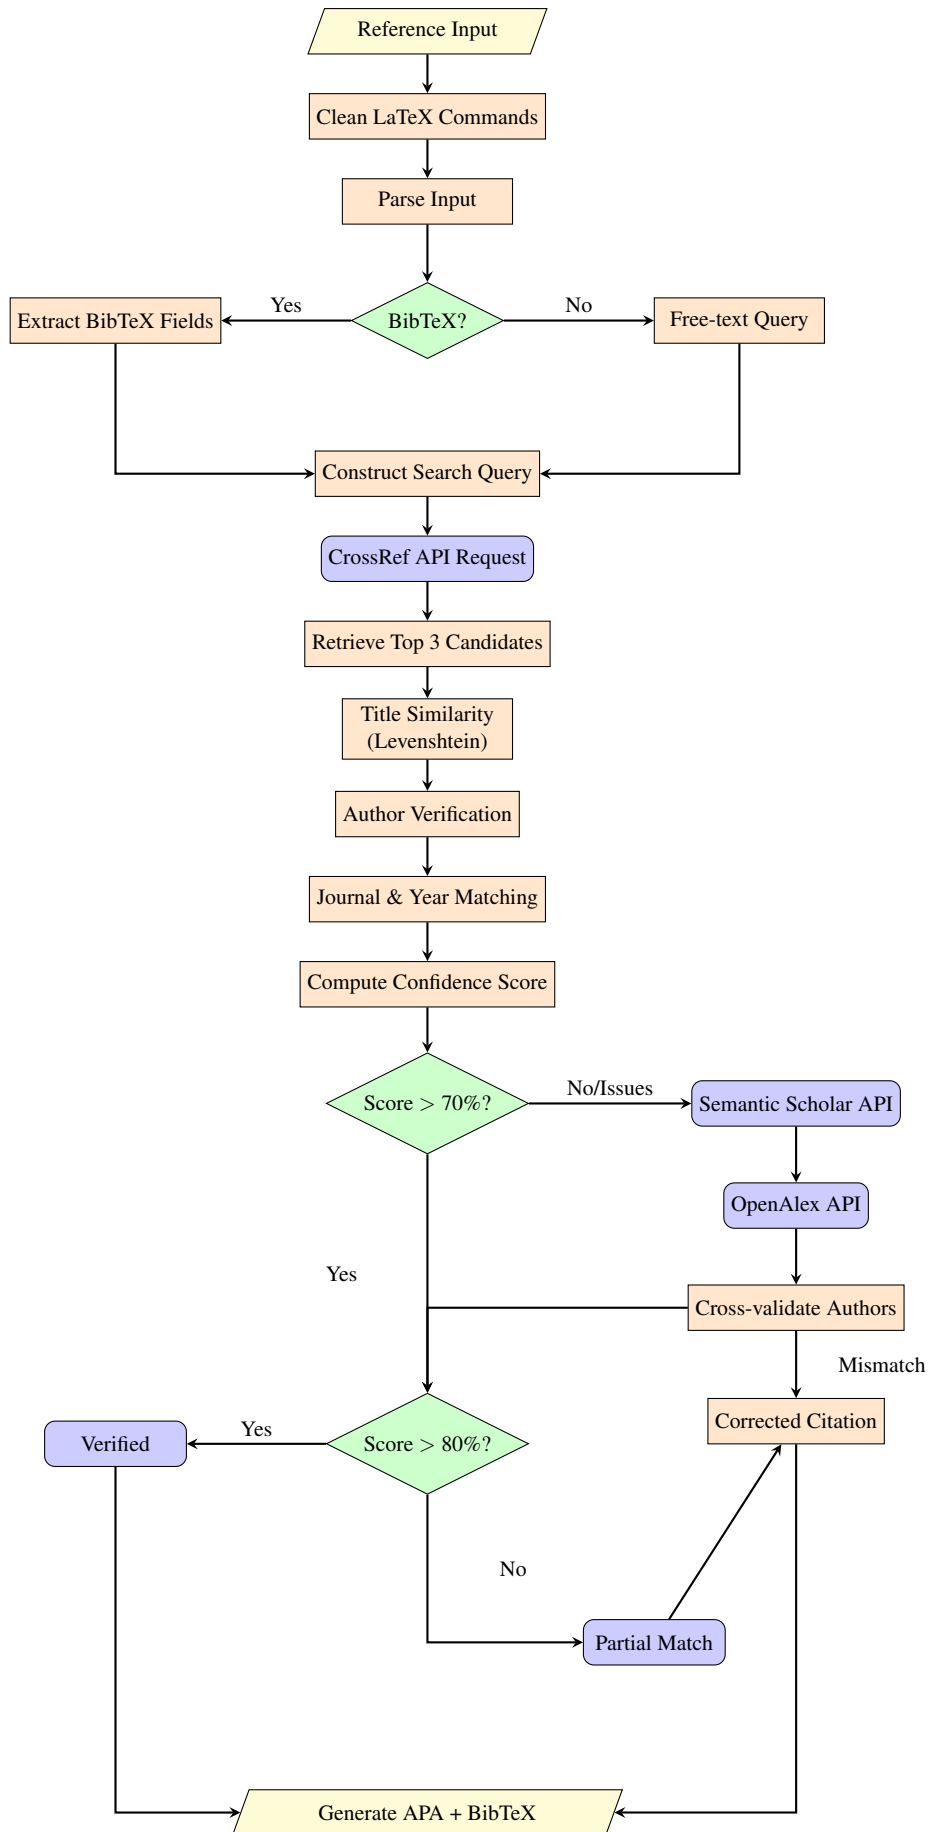 Reference Input
Clean LaTeX Commands
Parse Input
Yes
No
Extract BibTeX Fields
BibTeX?
Free-text Query
Construct Search Query
CrossRef API Request
Retrieve Top 3 Candidates
Title Similarity
(Levenshtein)
Author Verification
Journal & Year Matching
Compute Confidence Score
No/Issues
Score > 70%?
Semantic Scholar API
OpenAlex API
Yes
Cross-validate Authors
Mismatch
Corrected Citation
Yes
Verified
Score > 80%?
No
Partial Match
Generate APA + BibTeX